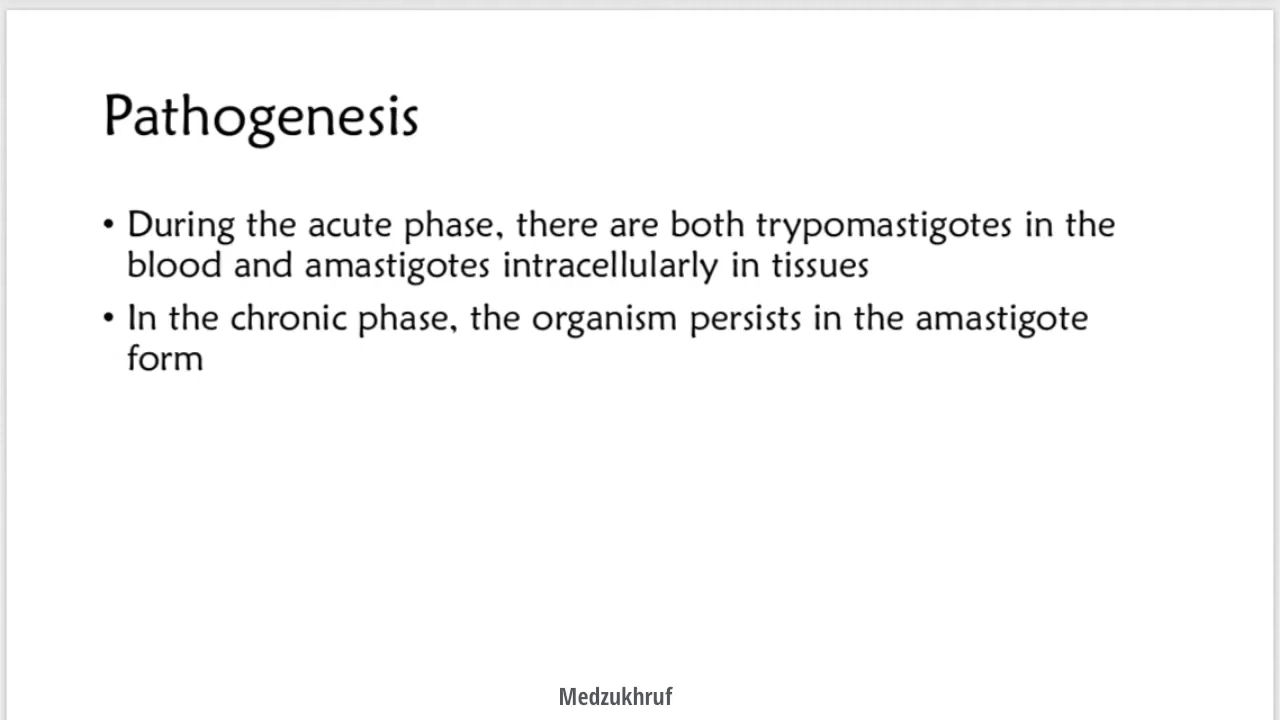 Pathogenesis
• During the acute phase, there are both trypomastigotes in the
blood and amastigotes intracellularly in tissues
• In the chronic phase, the organism persists in the amastigote
form
Medzukhruf